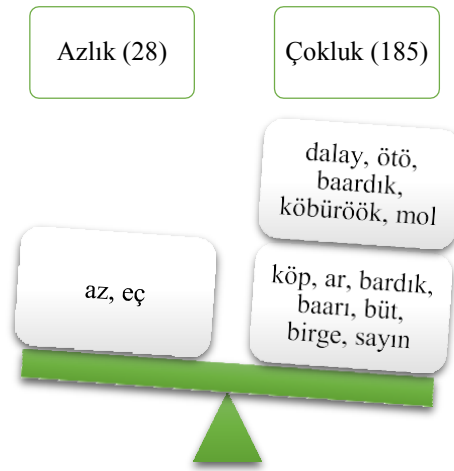 Azlık (28)
Çokluk (185)
dalay, ötö,
baardık,
köbüröök, mol
az, eç
köp, ar, bardık,
baarı, büt,
birge, sayın